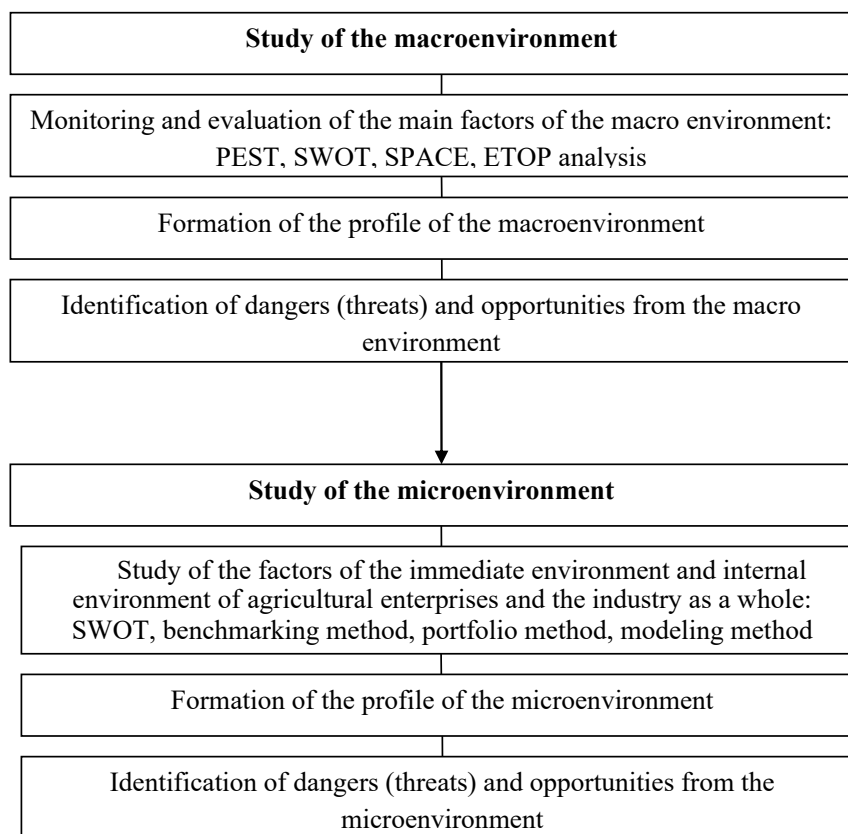 Study of the macroenvironment
Monitoring and evaluation of the main factors of the macro environment:
PEST, SWOT, SPACE, ETOP analysis
Formation of the profile of the macroenvironment
Identification of dangers (threats) and opportunities from the macro
environment
Study of the microenvironment
Study of the factors of the immediate environment and internal
environment of agricultural enterprises and the industry as a whole:
SWOT, benchmarking method, portfolio method, modeling method
Formation of the profile of the microenvironment
Identification of dangers (threats) and opportunities from the
microenvironment